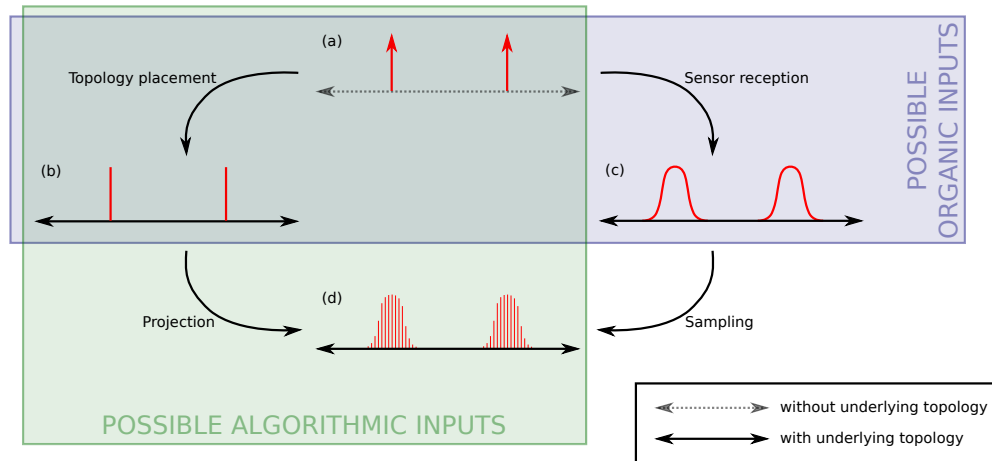 (a)
Topology placement
Sensor reception
POSSIBLE
ORGANIC INPUTS
(b)
(c)
(d)
Projection
Sampling
POSSIBLE ALGORITHMIC INPUTS
without underlying topology
with underlying topology